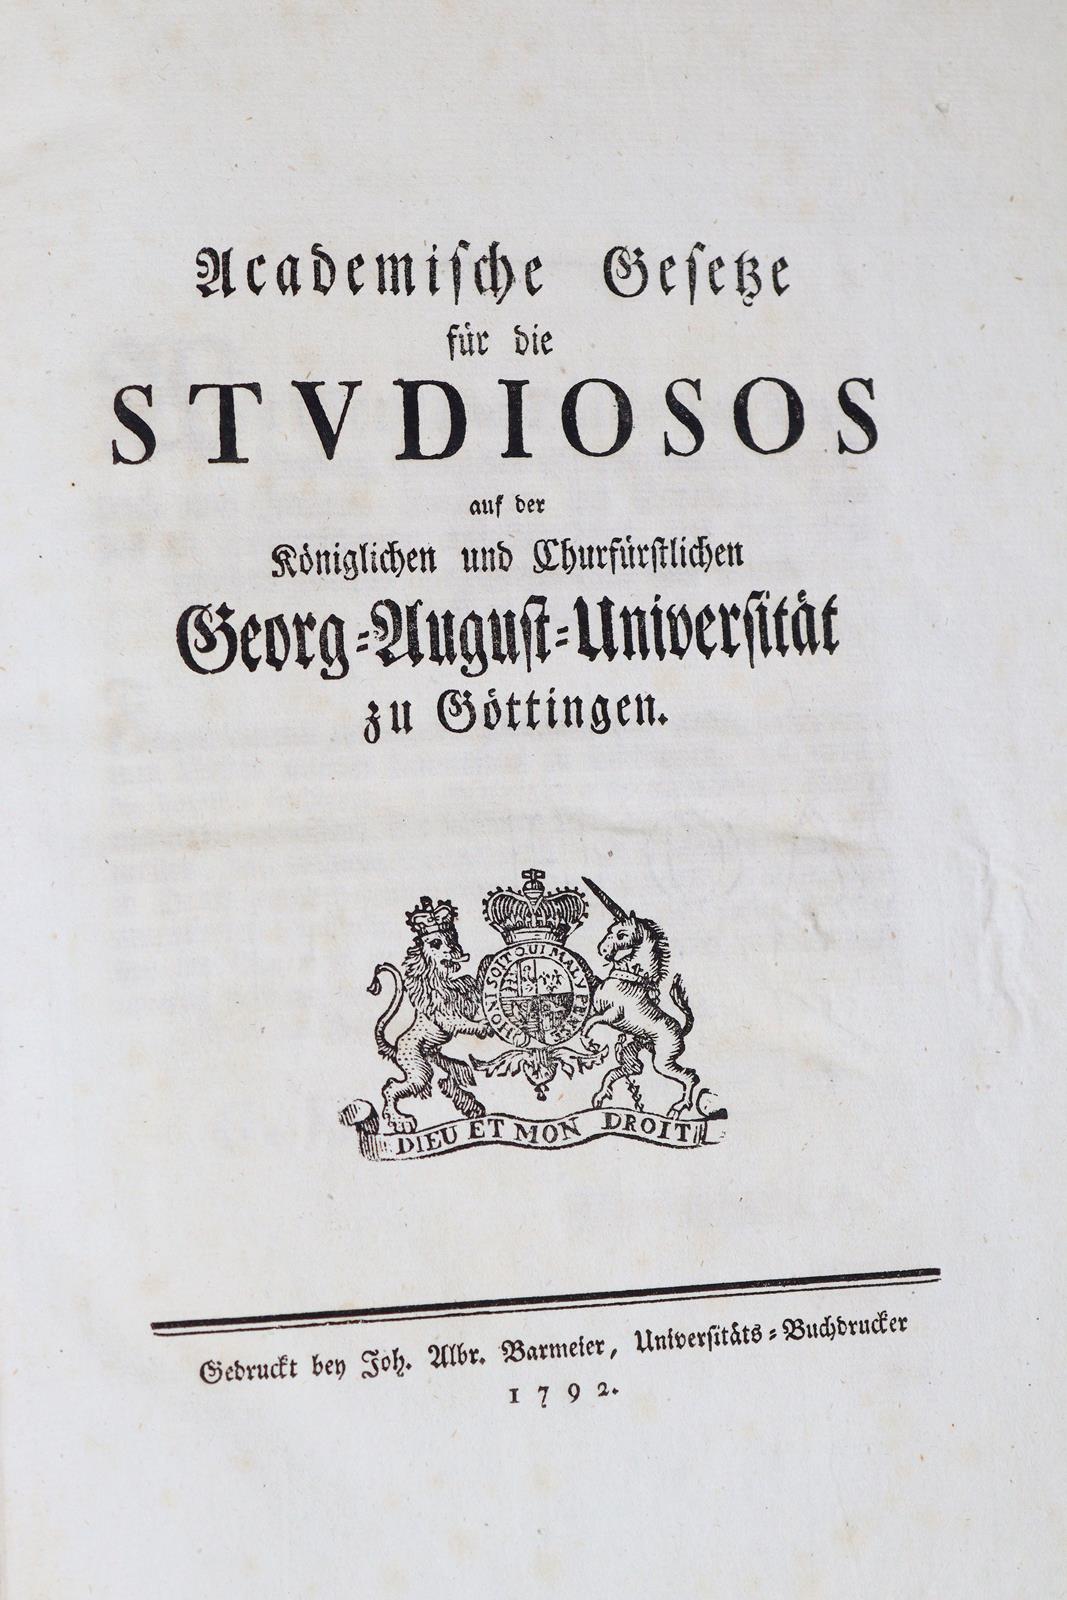 Academische Gesetze
für die
STVDIOSOS
auf der
Königlichen und Churfürstlichen
Georg=August=Universität
zu Göttingen.
HONI SOIT QUI MAL Y PENSE
DIEU ET MON DROIT
Gedruckt bey Joh. Albr. Barmeier, Universitäts=Buchdrucker
1792.